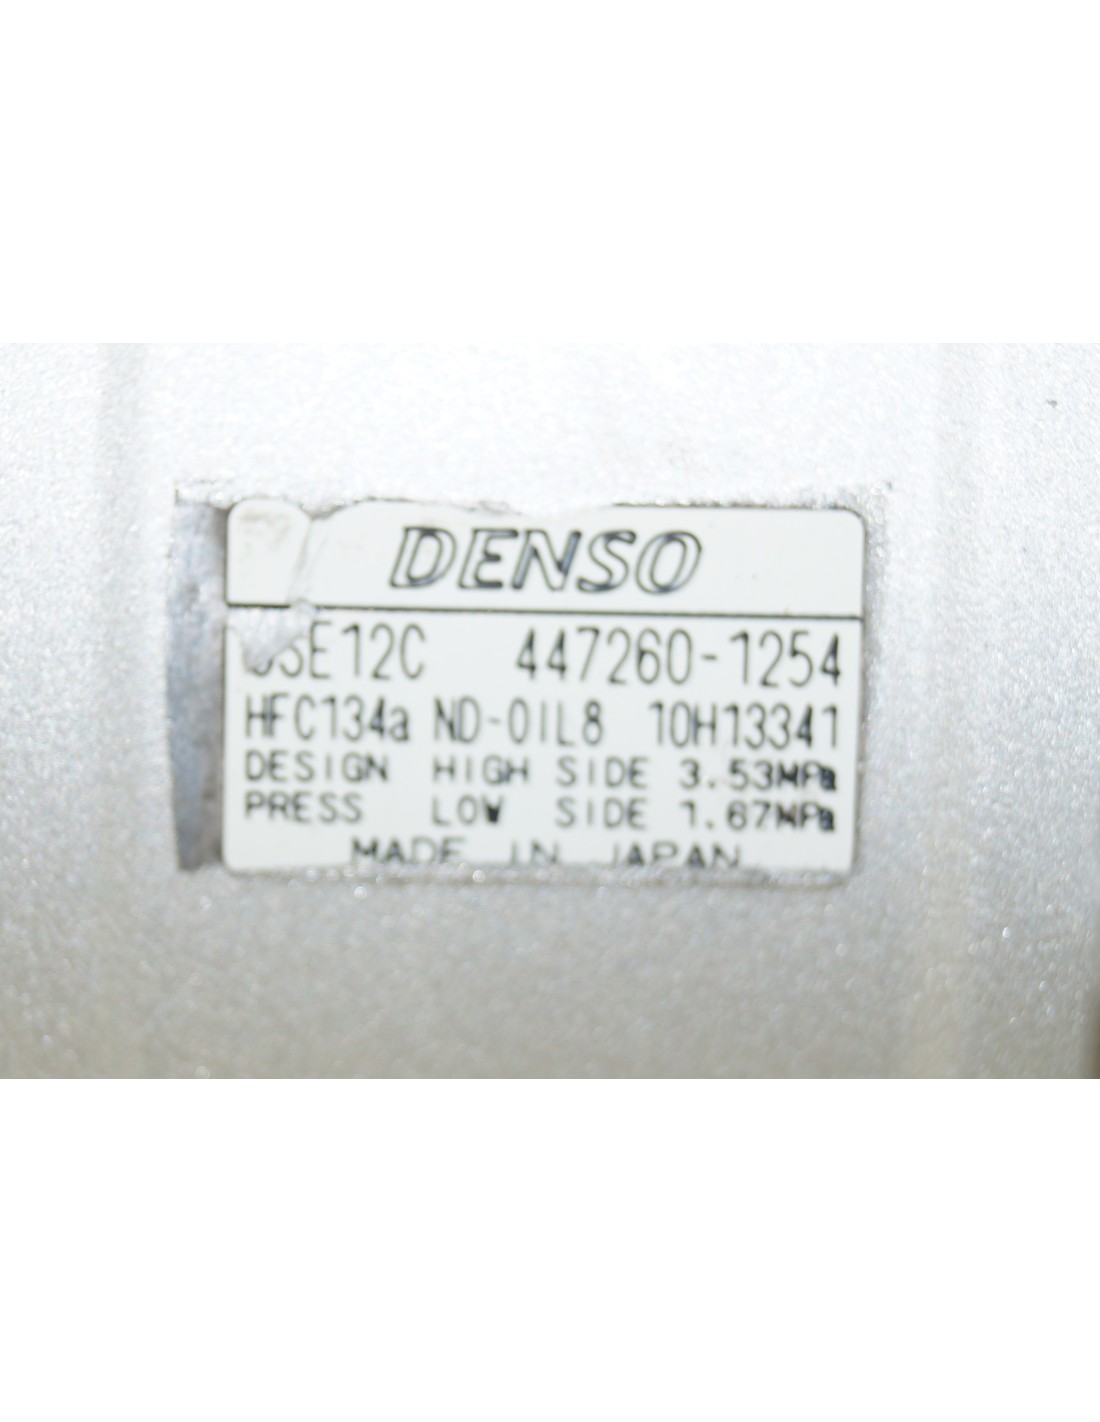 DENSO
447260-1254
HFC134a ND-OIL8 10H13341
DESIGN HIGH SIDE 3.53MPa
PRESS LOW SIDE 1.67MPa
MADE IN JAPAN